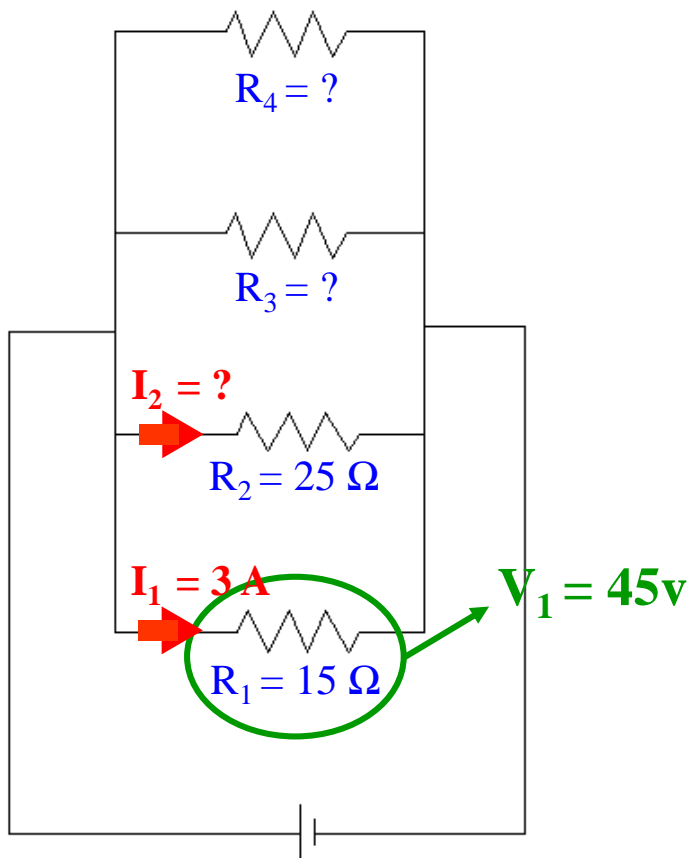 R₄ = ?
R₃ = ?
I₂ = ?
R₂ = 25 Ω
I₁ = 3 A
V₁ = 45v
R₁ = 15 Ω